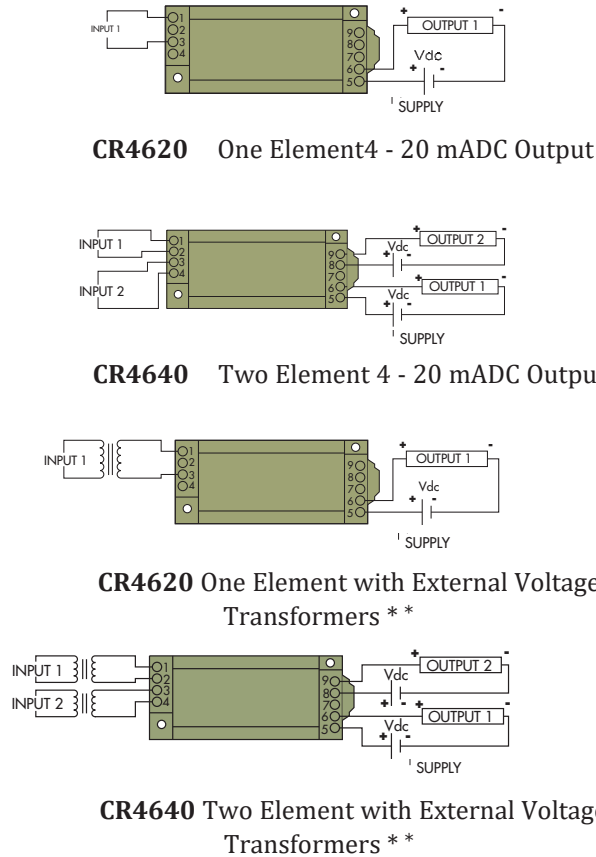 INPUT 1
1
2
3
4
9
8
7
6
5
+ OUTPUT 1 -
Vdc
+ -
SUPPLY
CR4620 One Element4 - 20 mADC Output
INPUT 1
INPUT 2
1
2
3
4
9
8
7
6
5
+ OUTPUT 2 -
Vdc
+ -
+ OUTPUT 1 -
Vdc
+ -
SUPPLY
CR4640 Two Element 4 - 20 mADC Outpu
INPUT 1
1
2
3
4
9
8
7
6
5
+ OUTPUT 1 -
Vdc
+ -
SUPPLY
CR4620 One Element with External Voltage
Transformers * *
INPUT 1
INPUT 2
1
2
3
4
9
8
7
6
5
+ OUTPUT 2 -
Vdc
+ -
+ OUTPUT 1 -
Vdc
+ -
SUPPLY
CR4640 Two Element with External Voltage
Transformers * *